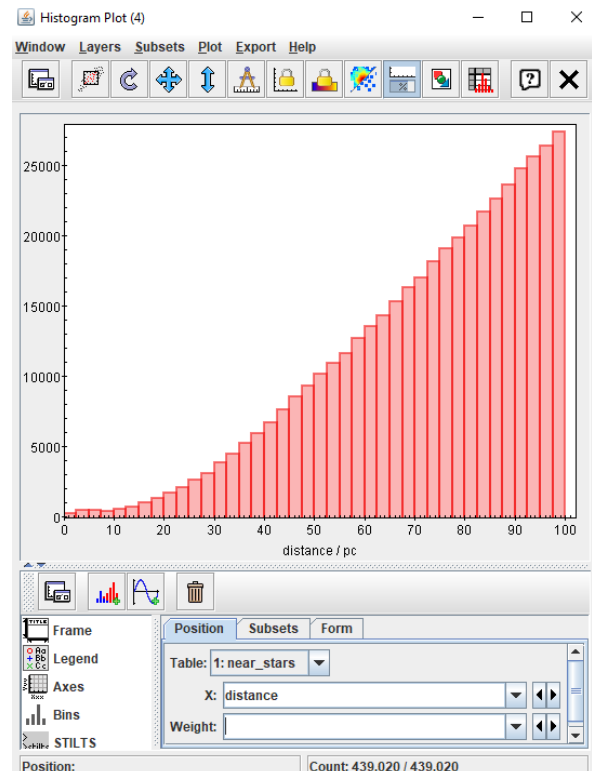 Histogram Plot (4)
Window Layers Subsets Plot Export Help
25000
20000
15000
10000
5000
0
0 10 20 30 40 50 60 70 80 90 100
distance / pc
Frame
Legend
Axes
Bins
STILTS
Position Subsets Form
Table: 1: near_stars
X: distance
Weight:
Position: Count: 439,020 / 439,020